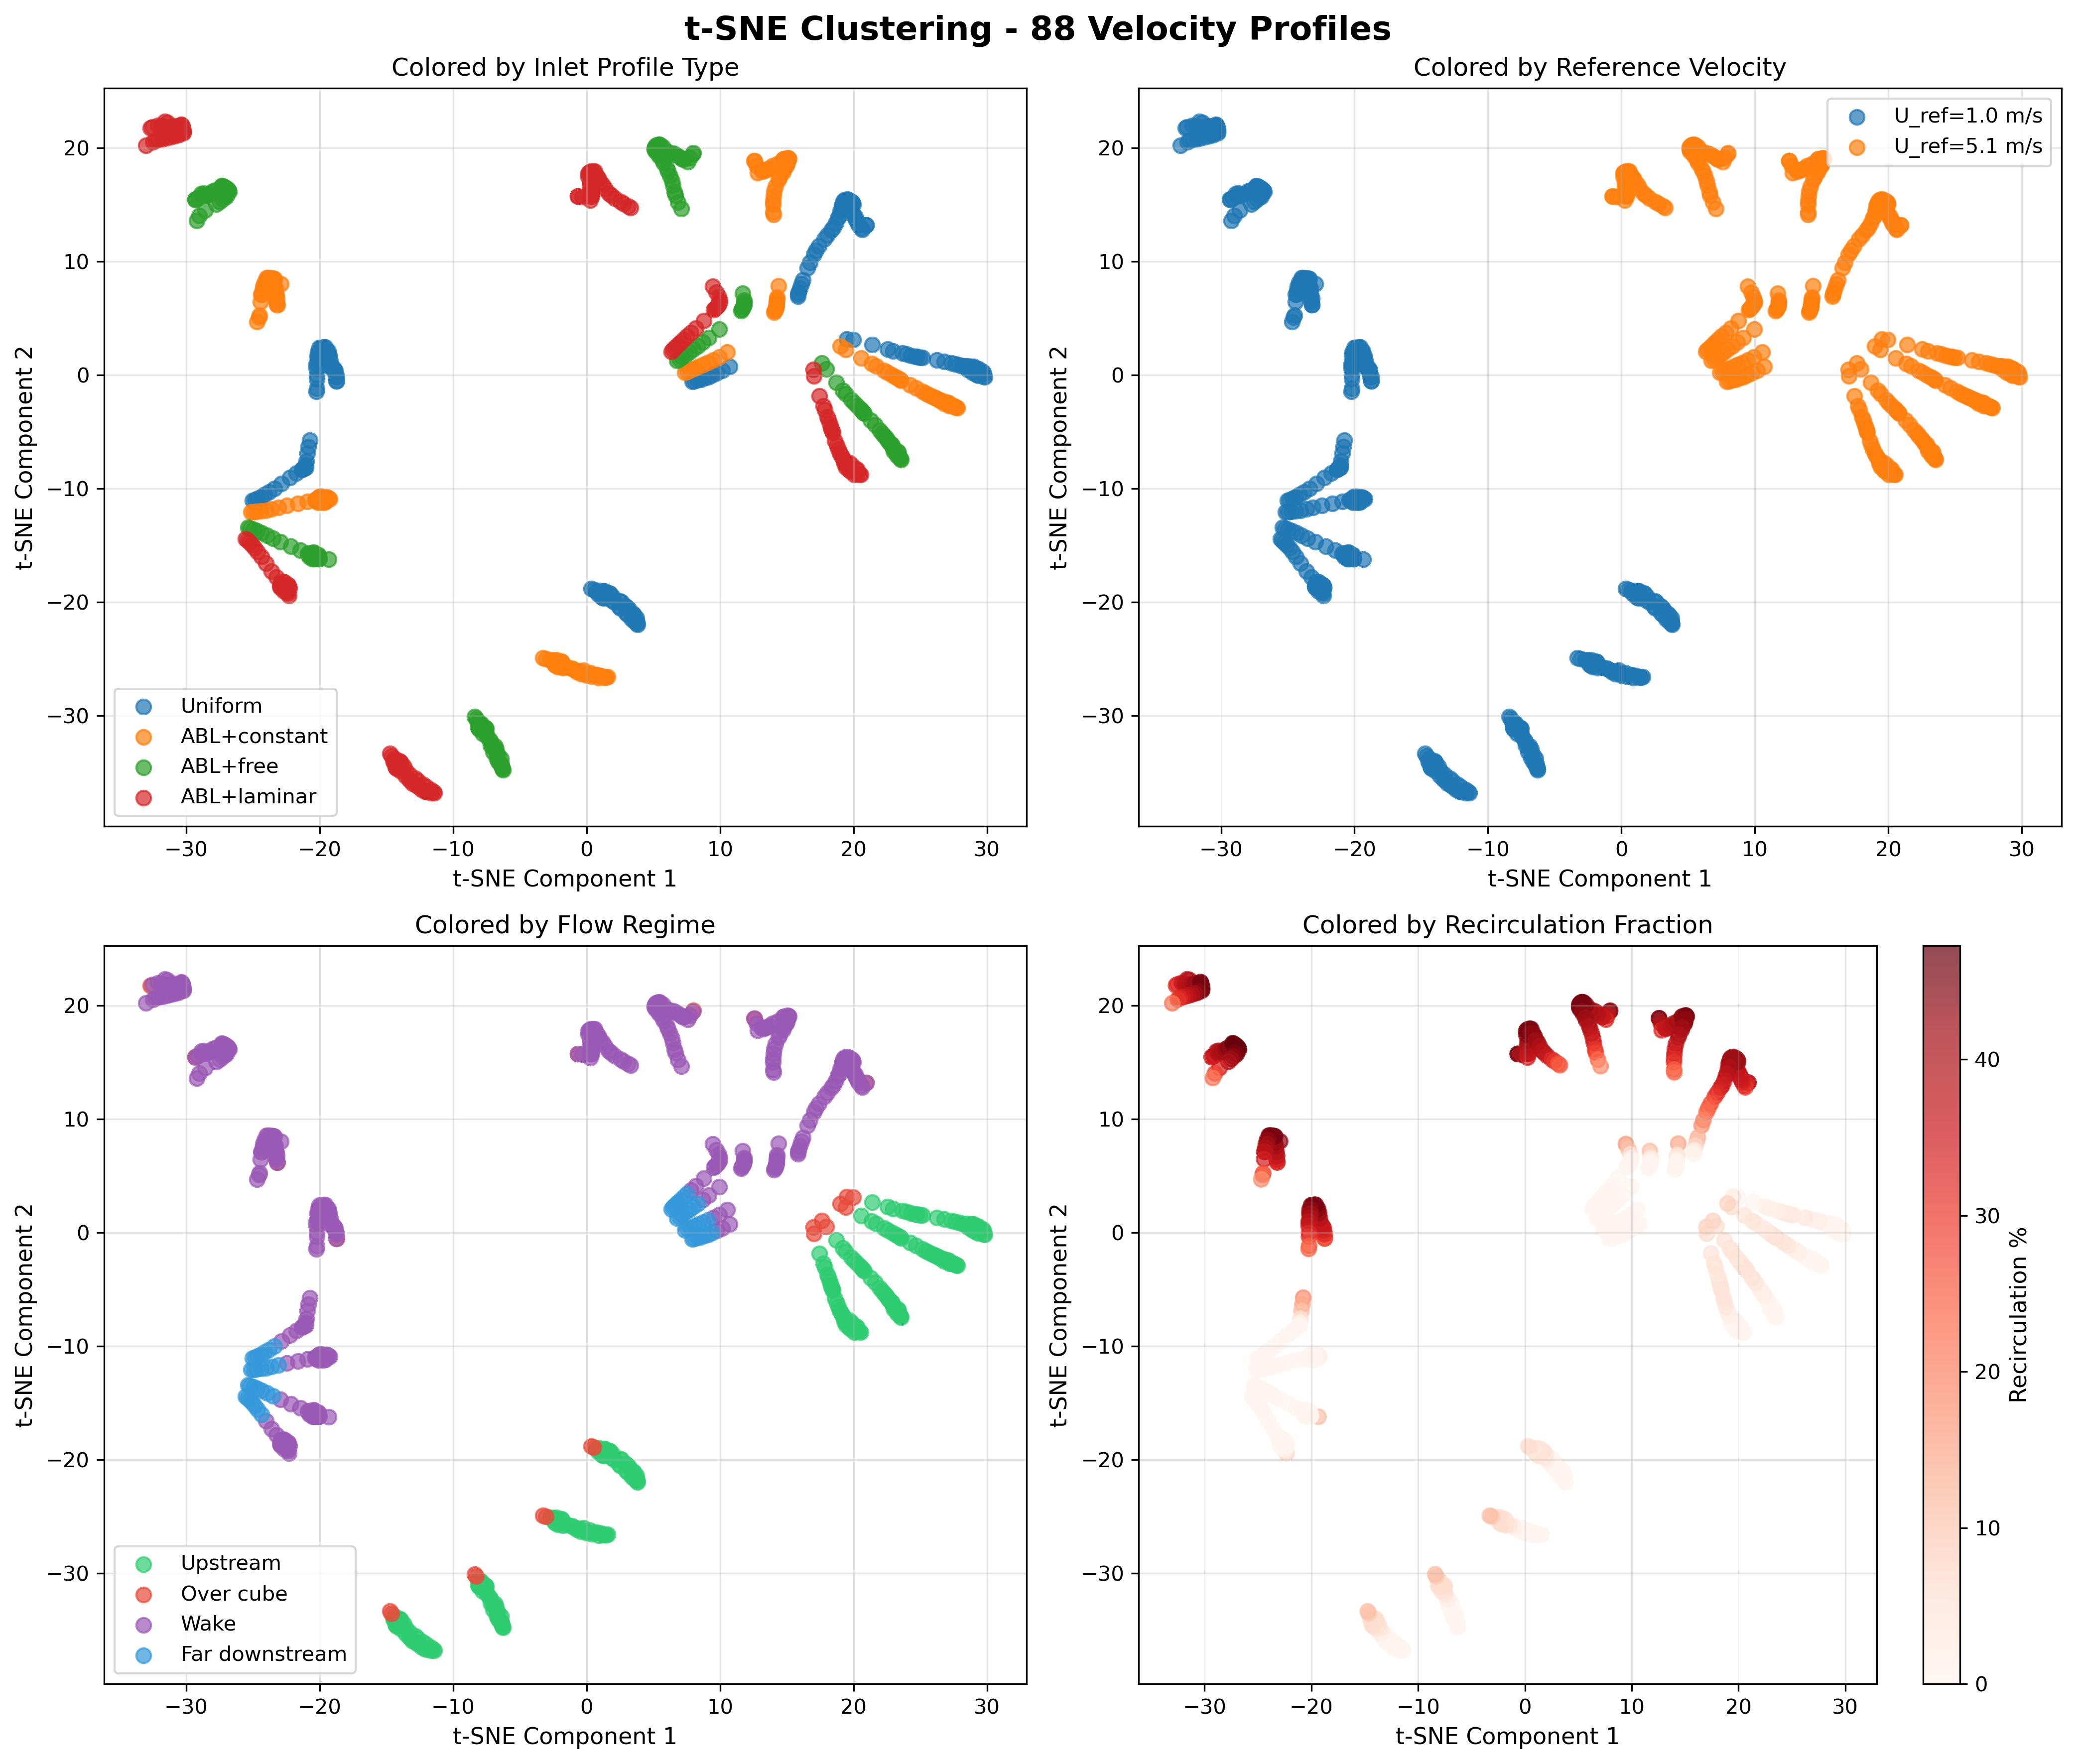 t-SNE Clustering - 88 Velocity Profiles
Colored by Inlet Profile Type
t-SNE Component 2
20
10
0
−10
−20
−30
Uniform
ABL+constant
ABL+free
ABL+laminar
−30 −20 −10 0 10 20 30
t-SNE Component 1
Colored by Reference Velocity
t-SNE Component 2
20
10
0
−10
−20
−30
U_ref=1.0 m/s
U_ref=5.1 m/s
−30 −20 −10 0 10 20 30
t-SNE Component 1
Colored by Flow Regime
t-SNE Component 2
20
10
0
−10
−20
−30
Upstream
Over cube
Wake
Far downstream
−30 −20 −10 0 10 20 30
t-SNE Component 1
Colored by Recirculation Fraction
t-SNE Component 2
20
10
0
−10
−20
−30
−30 −20 −10 0 10 20 30
t-SNE Component 1
40
30
20
10
0
Recirculation %